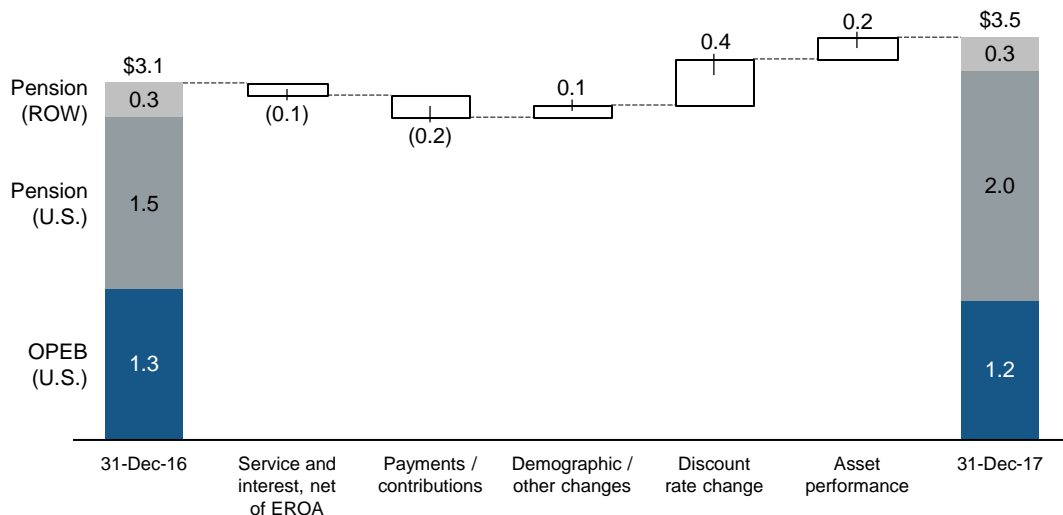 $3.1
Pension
(ROW)
0.3
Pension
(U.S.)
1.5
OPEB
(U.S.)
1.3
(0.1)
(0.2)
0.1
0.4
0.2
$3.5
0.3
2.0
1.2
31-Dec-16
Service and
interest, net
of EROA
Payments /
contributions
Demographic /
other changes
Discount
rate change
Asset
performance
31-Dec-17